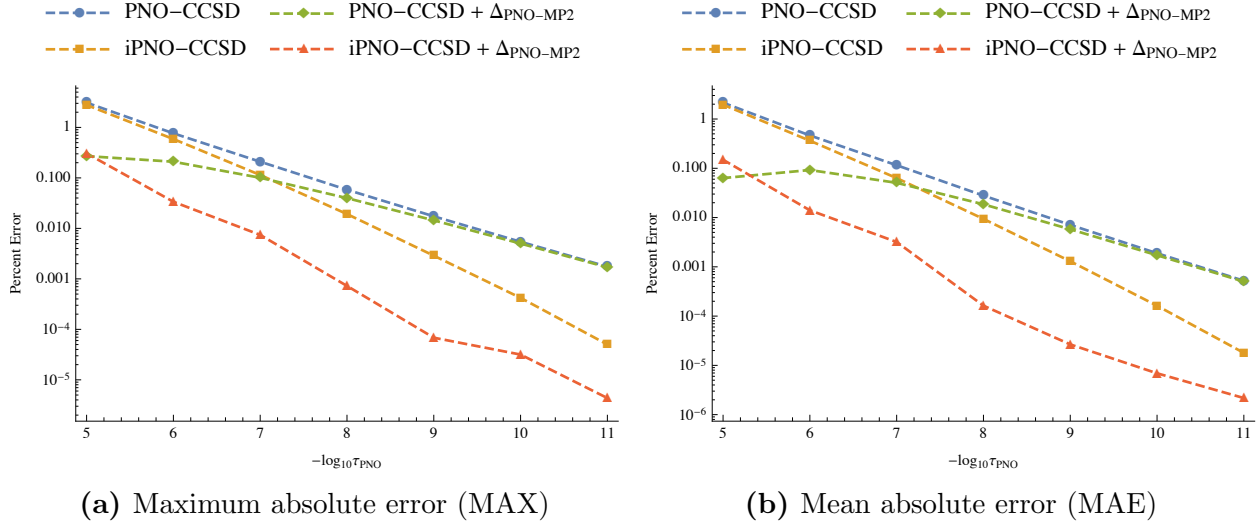 PNO−CCSD PNO−CCSD + Δ_PNO−MP2
iPNO−CCSD iPNO−CCSD + Δ_PNO−MP2
Percent Error
1
0.100
0.010
0.001
10⁻⁴
10⁻⁵
5 6 7 8 9 10 11
−log₁₀τ_PNO
(a) Maximum absolute error (MAX)
PNO−CCSD PNO−CCSD + Δ_PNO−MP2
iPNO−CCSD iPNO−CCSD + Δ_PNO−MP2
Percent Error
1
0.100
0.010
0.001
10⁻⁴
10⁻⁵
10⁻⁶
5 6 7 8 9 10 11
−log₁₀τ_PNO
(b) Mean absolute error (MAE)